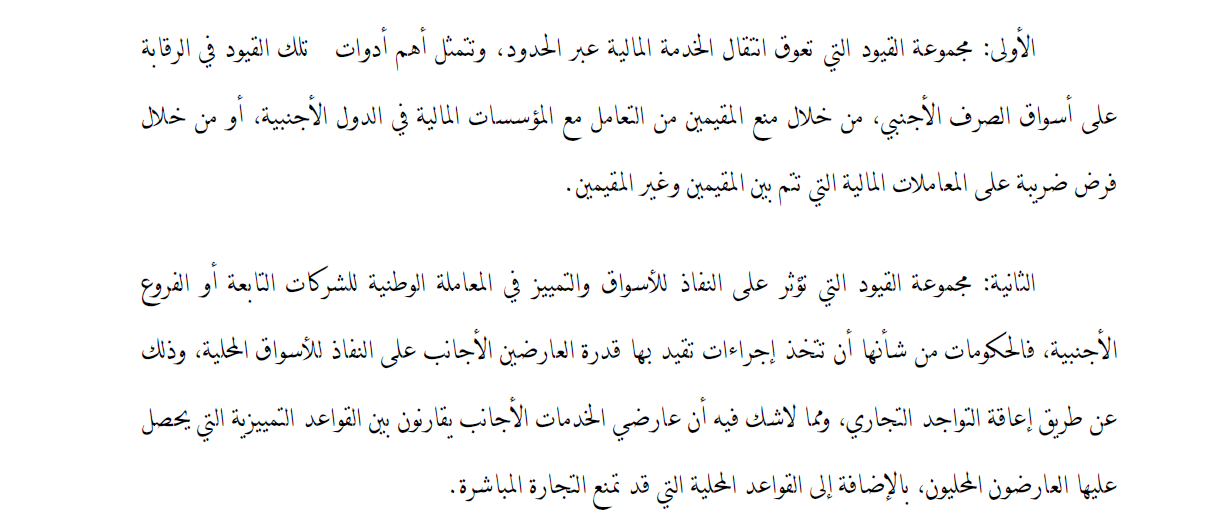 الأولى: مجموعة القيود التي تعوق انتقال الخدمة المالية عبر الحدود، وتتمثل أهم أدوات تلك القيود في الرقابة
على أسواق الصرف الأجنبي، من خلال منع المقيمين من التعامل مع المؤسسات المالية في الدول الأجنبية، أو من خلال
فرض ضريبة على المعاملات المالية التي تتم بين المقيمين وغير المقيمين.
الثانية: مجموعة القيود التي تؤثر على النفاذ للأسواق والتمييز في المعاملة الوطنية للشركات التابعة أو الفروع
الأجنبية، فالحكومات من شأنها أن تتخذ إجراءات تقيد بها قدرة العارضين الأجانب على النفاذ للأسواق المحلية، وذلك
عن طريق إعاقة التواجد التجاري، ومما لاشك فيه أن عارضي الخدمات الأجانب يقارنون بين القواعد التمييزية التي يحصل
عليها العارضون المحليون، بالإضافة إلى القواعد المحلية التي قد تمنع التجارة المباشرة.